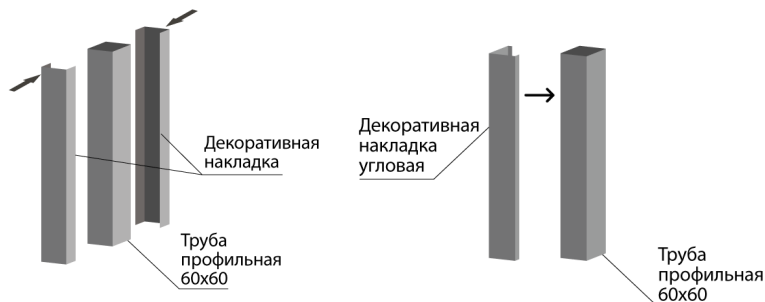 Декоративная
накладка
Труба
профильная
60х60
Декоративная
накладка
угловая
Труба
профильная
60х60